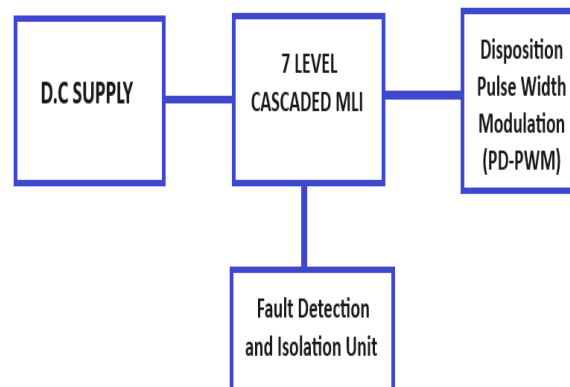 D.C SUPPLY
7 LEVEL
CASCADED MLI
Disposition
Pulse Width
Modulation
(PD-PWM)
Fault Detection
and Isolation Unit